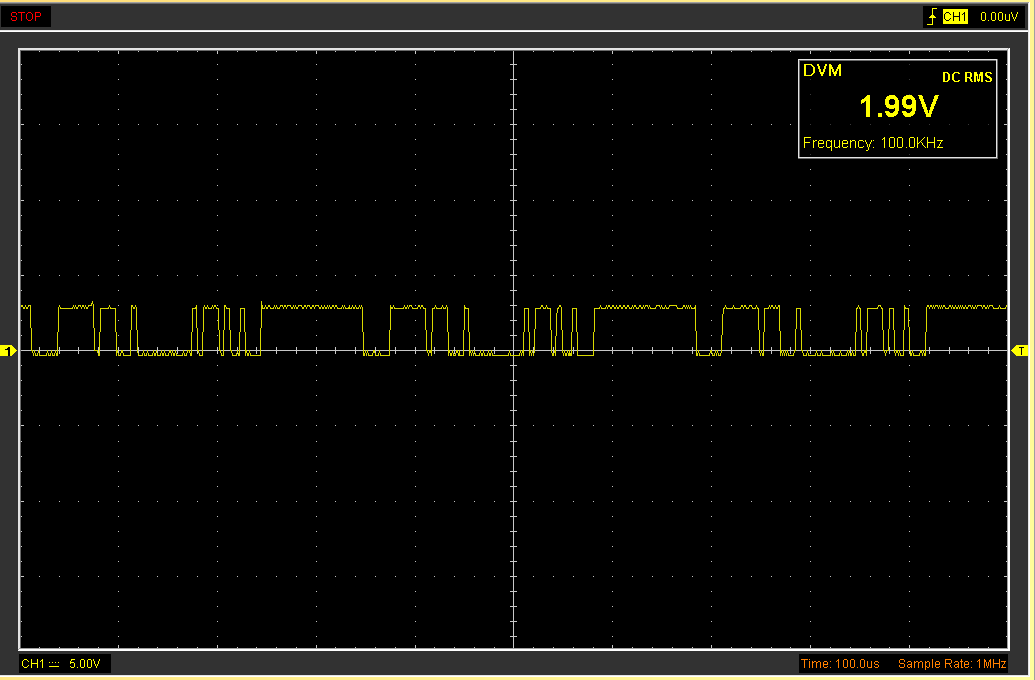 STOP
CH1 0.00uV
DVM
DC RMS
1.99V
Frequency: 100.0KHz
1
T
CH1 5.00V
Time: 100.0us Sample Rate: 1MHz